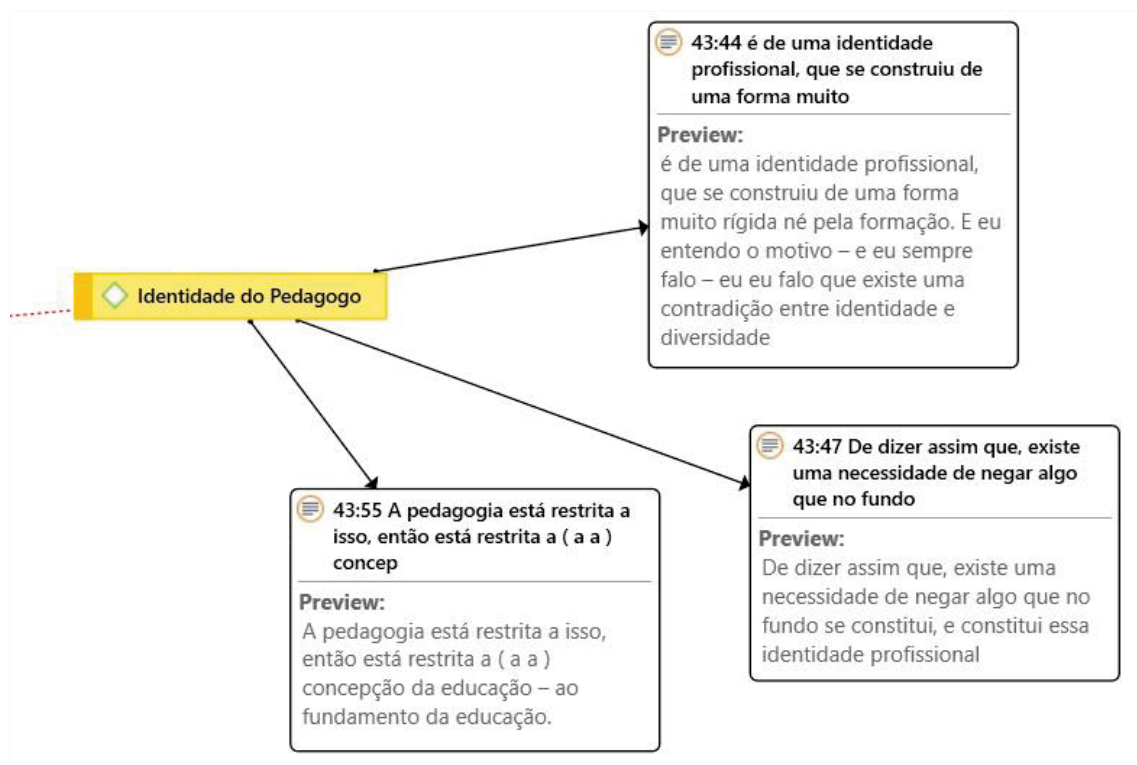 43:44 é de uma identidade
profissional, que se construiu de
uma forma muito
Preview:
é de uma identidade profissional,
que se construiu de uma forma
muito rígida né pela formação. E eu
entendo o motivo – e eu sempre
falo – eu eu falo que existe uma
contradição entre identidade e
diversidade
Identidade do Pedagogo
43:47 De dizer assim que, existe
uma necessidade de negar algo
que no fundo
Preview:
De dizer assim que, existe uma
necessidade de negar algo que no
fundo se constitui, e constitui essa
identidade profissional
43:55 A pedagogia está restrita a
isso, então está restrita a ( a a )
concep
Preview:
A pedagogia está restrita a isso,
então está restrita a ( a a )
concepção da educação – ao
fundamento da educação.